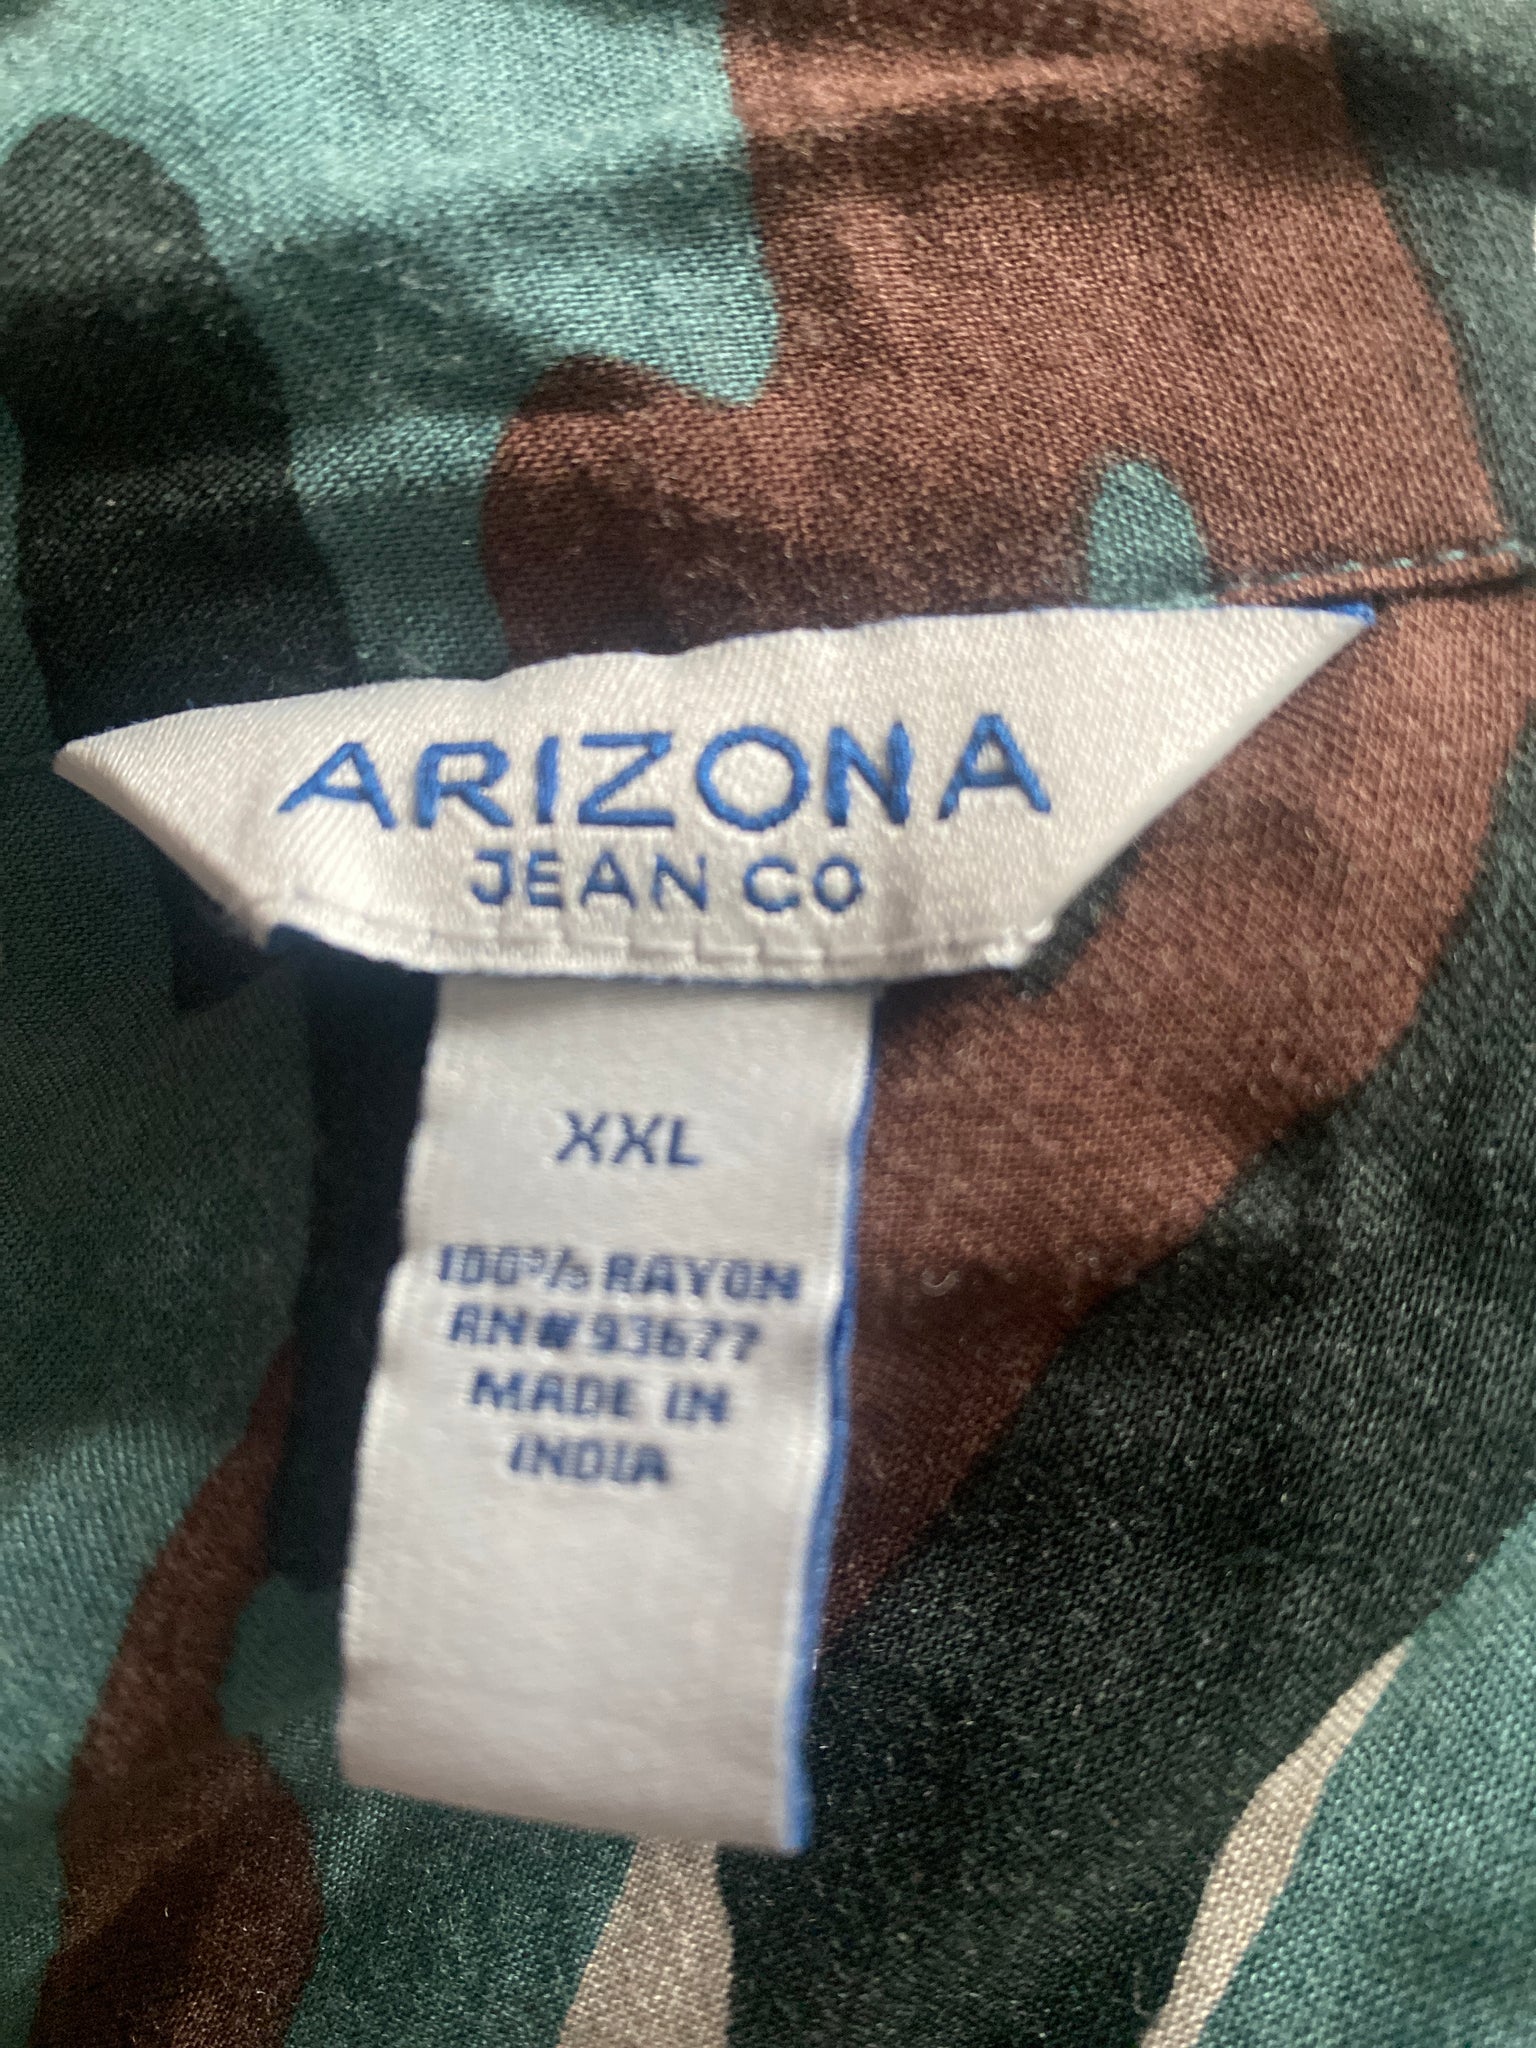 ARIZONA
JEAN CO
XXL
100% RAYON
RN#93677
MADE IN
INDIA